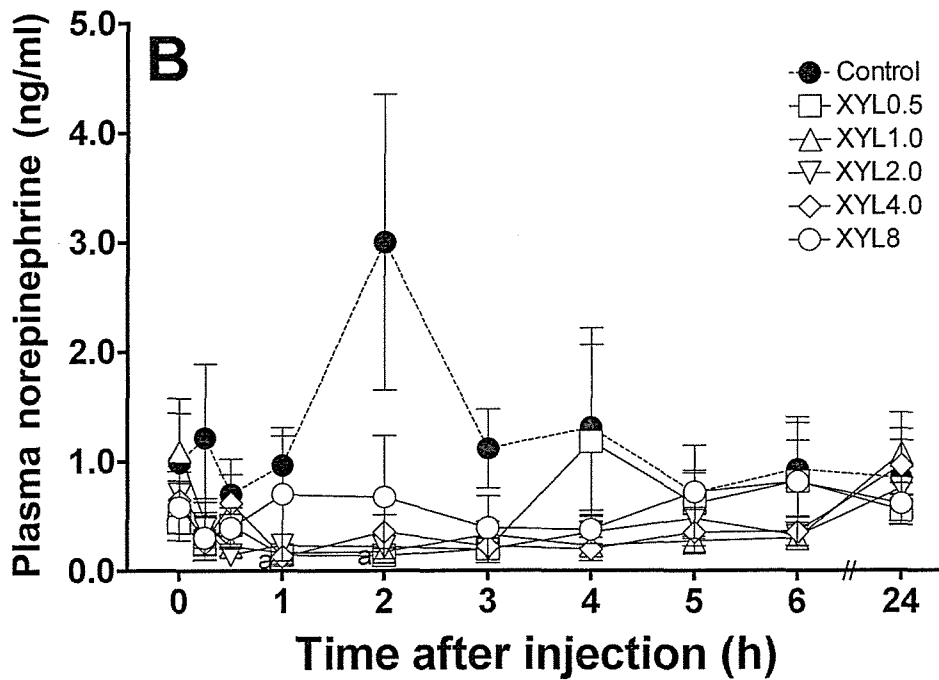 B
Plasma norepinephrine (ng/ml)
5.0
4.0
3.0
2.0
1.0
0.0
Control
XYL0.5
XYL1.0
XYL2.0
XYL4.0
XYL8
a
a
0 1 2 3 4 5 6 // 24
Time after injection (h)